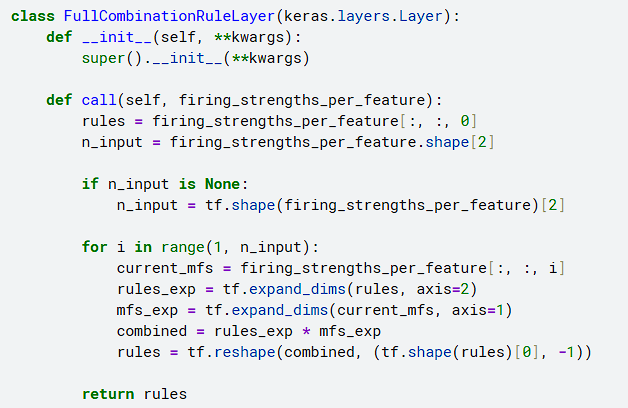 class FullCombinationRuleLayer(keras.layers.Layer):
    def __init__(self, **kwargs):
        super().__init__(**kwargs)

    def call(self, firing_strengths_per_feature):
        rules = firing_strengths_per_feature[:, :, 0]
        n_input = firing_strengths_per_feature.shape[2]

        if n_input is None:
            n_input = tf.shape(firing_strengths_per_feature)[2]

        for i in range(1, n_input):
            current_mfs = firing_strengths_per_feature[:, :, i]
            rules_exp = tf.expand_dims(rules, axis=2)
            mfs_exp = tf.expand_dims(current_mfs, axis=1)
            combined = rules_exp * mfs_exp
            rules = tf.reshape(combined, (tf.shape(rules)[0], -1))

        return rules